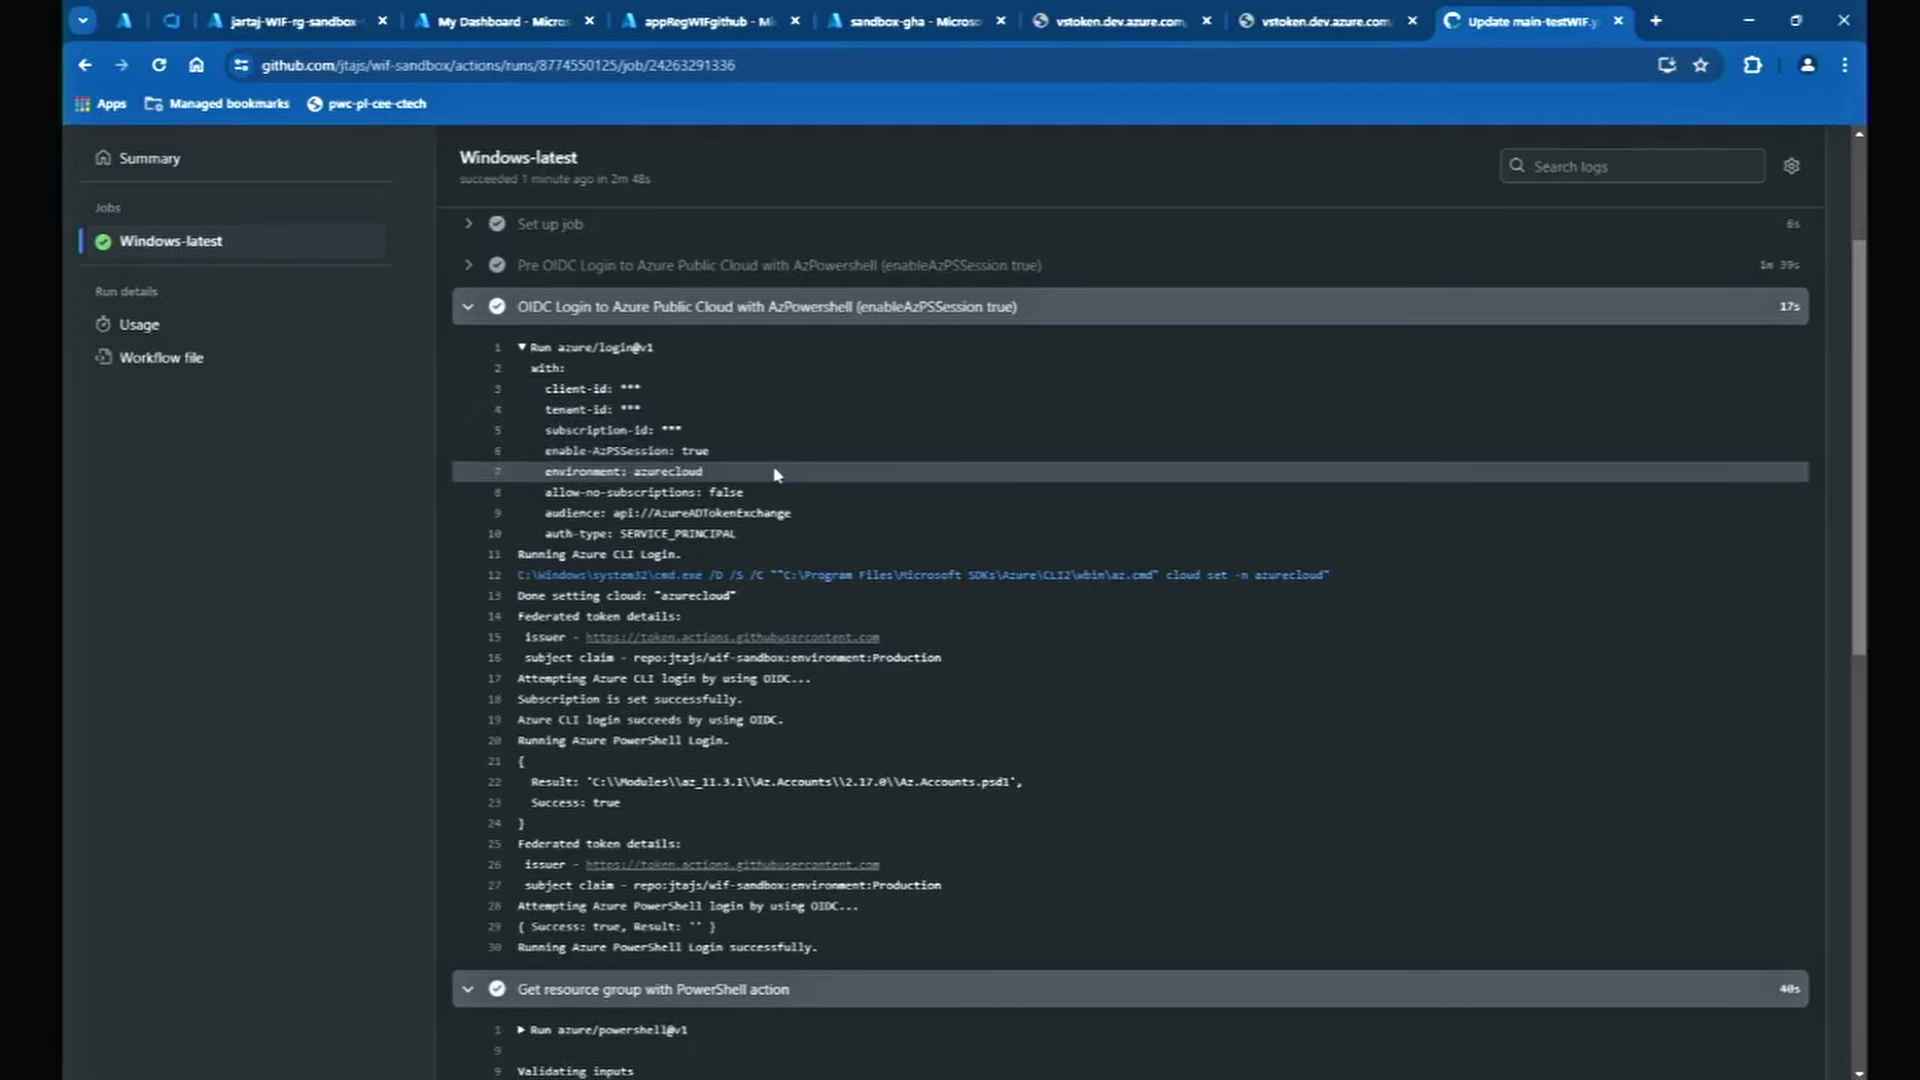 jartaj-WIF-rg-sandbox
My Dashboard - Micros
appRegWIFgithub - Mi
sandbox-gha - Microso
vstoken.dev.azure.com
vstoken.dev.azure.com
Update main-testWIF.y
github.com/jtajs/wif-sandbox/actions/runs/8774550125/job/24263291336
Apps
Managed bookmarks
pwc-pl-cee-ctech
Summary
Jobs
Windows-latest
Run details
Usage
Workflow file
Windows-latest
succeeded 1 minute ago in 2m 48s
Search logs
Set up job 6s
Pre OIDC Login to Azure Public Cloud with AzPowershell (enableAzPSSession true) 1m 39s
OIDC Login to Azure Public Cloud with AzPowershell (enableAzPSSession true) 17s
1 ▼ Run azure/login@v1
2 with:
3 client-id: ***
4 tenant-id: ***
5 subscription-id: ***
6 enable-AzPSSession: true
7 environment: azurecloud
8 allow-no-subscriptions: false
9 audience: api://AzureADTokenExchange
10 auth-type: SERVICE_PRINCIPAL
11 Running Azure CLI Login.
12 C:\Windows\system32\cmd.exe /D /S /C ""C:\Program Files\Microsoft SDKs\Azure\CLI2\wbin\az.cmd" cloud set -n azurecloud"
13 Done setting cloud: "azurecloud"
14 Federated token details:
15 issuer - https://token.actions.githubusercontent.com
16 subject claim - repo:jtajs/wif-sandbox:environment:Production
17 Attempting Azure CLI login by using OIDC...
18 Subscription is set successfully.
19 Azure CLI login succeeds by using OIDC.
20 Running Azure PowerShell Login.
21 {
22 Result: 'C:\\Modules\\az_11.3.1\\Az.Accounts\\2.17.0\\Az.Accounts.psd1',
23 Success: true
24 }
25 Federated token details:
26 issuer - https://token.actions.githubusercontent.com
27 subject claim - repo:jtajs/wif-sandbox:environment:Production
28 Attempting Azure PowerShell login by using OIDC...
29 { Success: true, Result: '' }
30 Running Azure PowerShell Login successfully.
Get resource group with PowerShell action 40s
1 ▶ Run azure/powershell@v1
9
9 Validating inputs